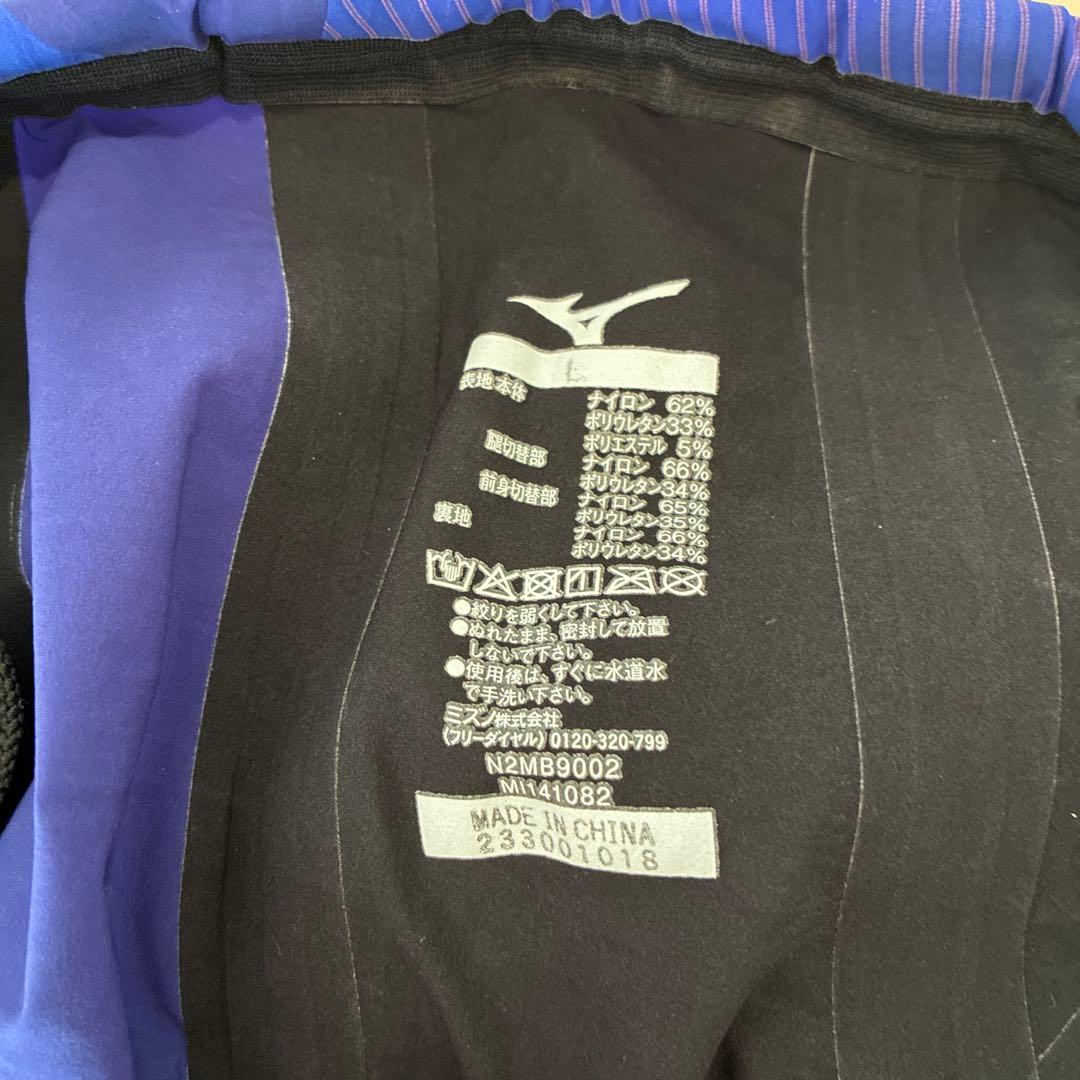 L
表地 本体 ナイロン 62%
ポリウレタン33%
ポリエステル 5%
腿切替部 ナイロン 66%
ポリウレタン34%
前身切替部 ナイロン 65%
ポリウレタン35%
裏地 ナイロン 66%
ポリウレタン34%
●絞りを弱くして下さい。
●ぬれたまま、密封して放置
しないで下さい。
●使用後は、すぐに水道水
で手洗い下さい。
ミズノ株式会社
(フリーダイヤル) 0120-320-799
N2MB9002
MI141082
MADE IN CHINA
233001018